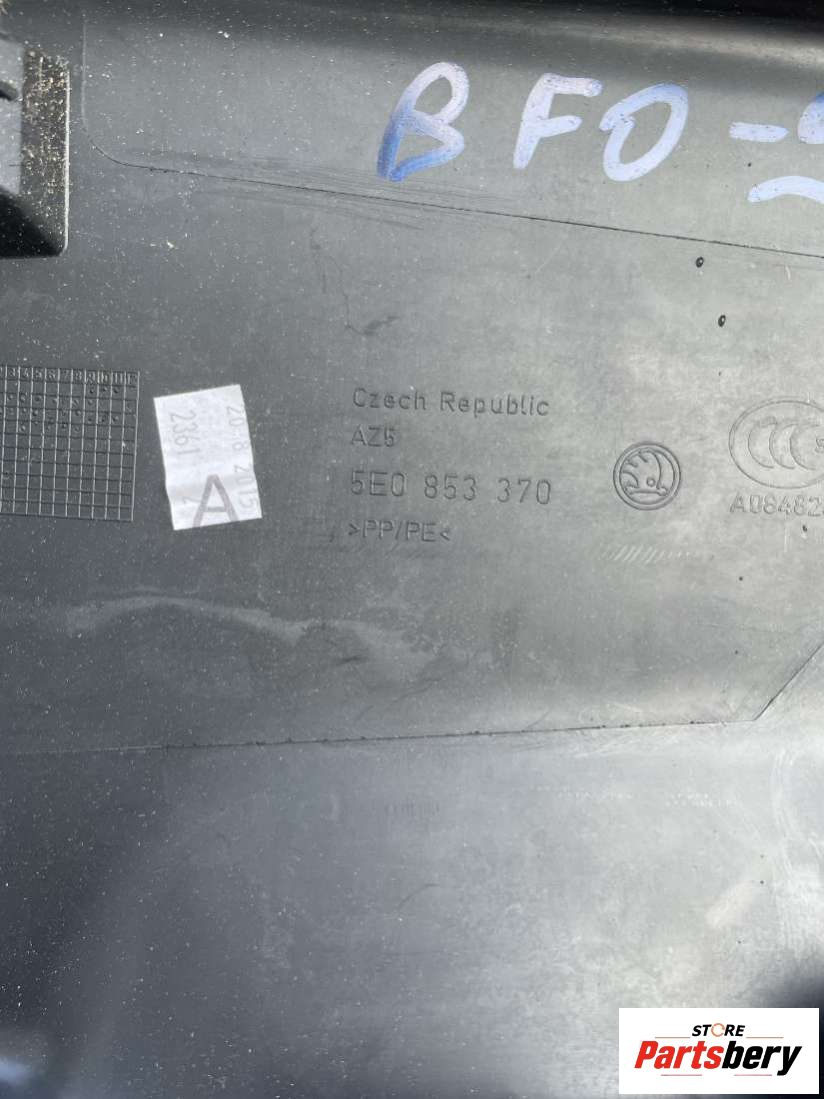 BFO -
Czech Republic
AZ5
5E0 853 370
>PP/PE<
2361
A
STORE
Partsbery